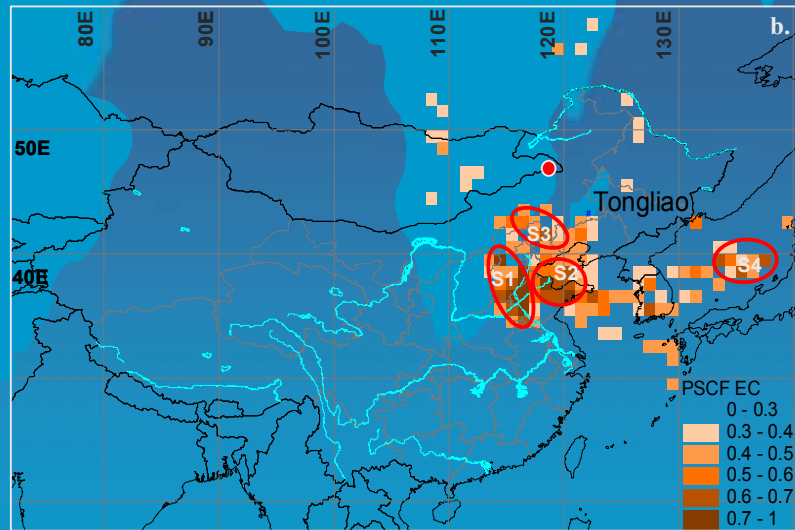 b.
80E
90E
100E
110E
120E
130E
50E
Tongliao
S3
S4
S1
S2
40E
PSCF EC
0 - 0.3
0.3 - 0.4
0.4 - 0.5
0.5 - 0.6
0.6 - 0.7
0.7 - 1